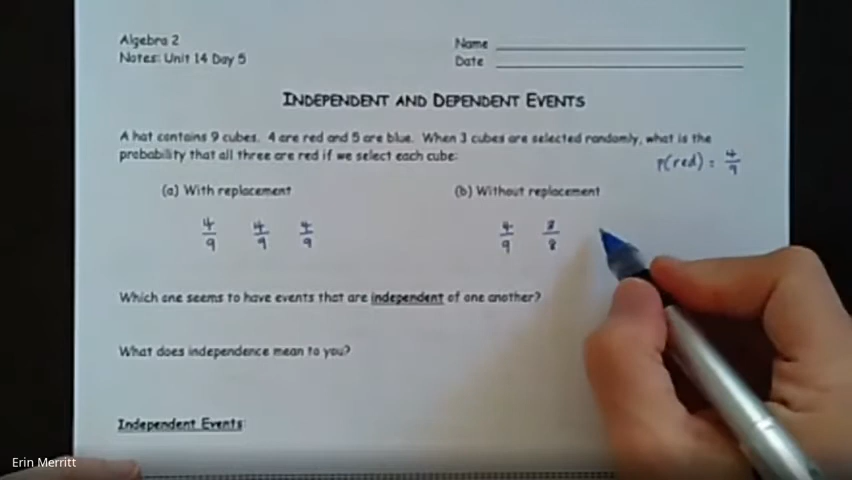 Algebra 2
Name
Notes: Unit 14 Day 5
Date
INDEPENDENT AND DEPENDENT EVENTS
A hat contains 9 cubes. 4 are red and 5 are blue. When 3 cubes are selected randomly, what is the
probability that all three are red if we select each cube:
P(red) = 4/9
(a) With replacement
(b) Without replacement
4/9 4/9 4/9
4/9 3/8
Which one seems to have events that are independent of one another?
What does independence mean to you?
Independent Events:
Erin Merritt